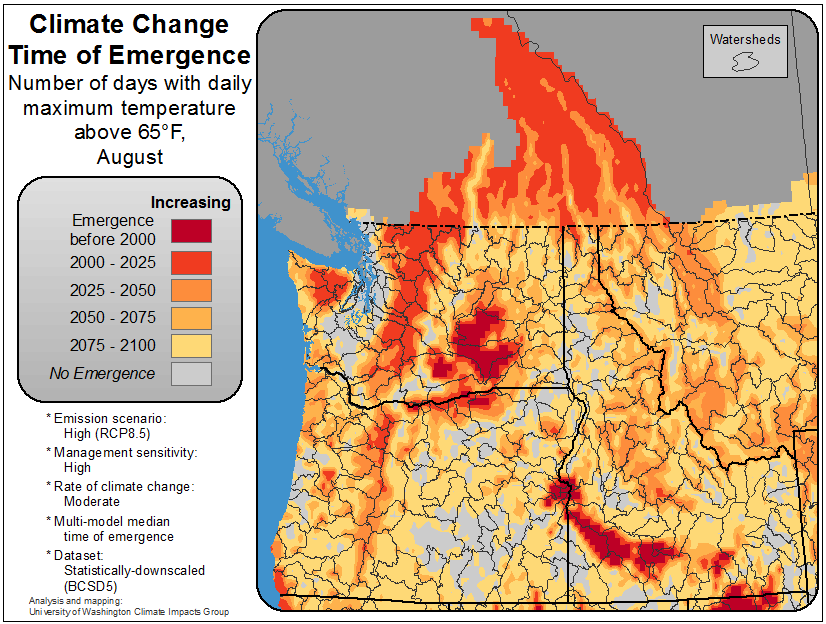 Climate Change
Time of Emergence
Number of days with daily
maximum temperature
above 65°F,
August
Watersheds
Increasing
Emergence
before 2000
2000 - 2025
2025 - 2050
2050 - 2075
2075 - 2100
No Emergence
* Emission scenario:
High (RCP8.5)
* Management sensitivity:
High
* Rate of climate change:
Moderate
* Multi-model median
time of emergence
* Dataset:
Statistically-downscaled
(BCSD5)
Analysis and mapping:
University of Washington Climate Impacts Group